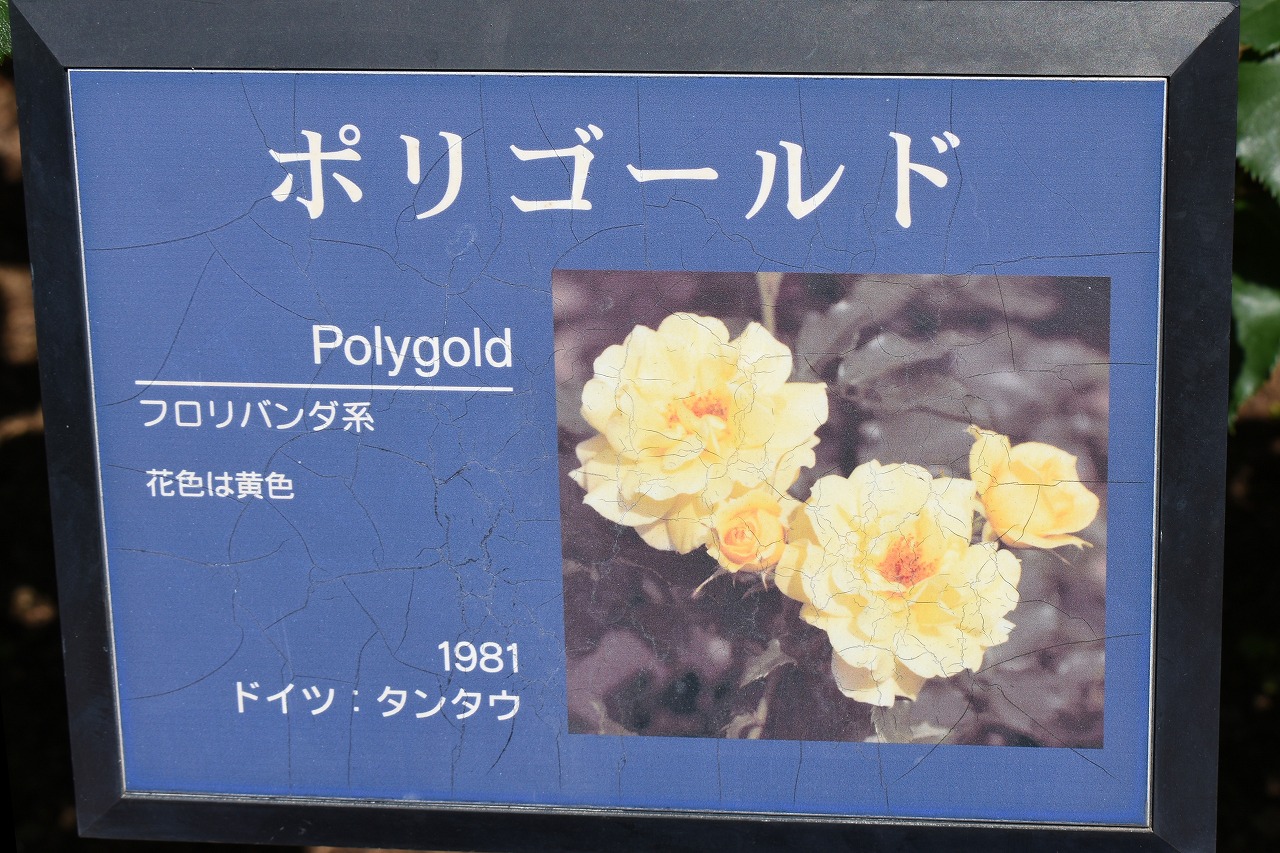 ポリゴールド
Polygold
フロリバンダ系
花色は黄色
1981
ドイツ：タンタウ